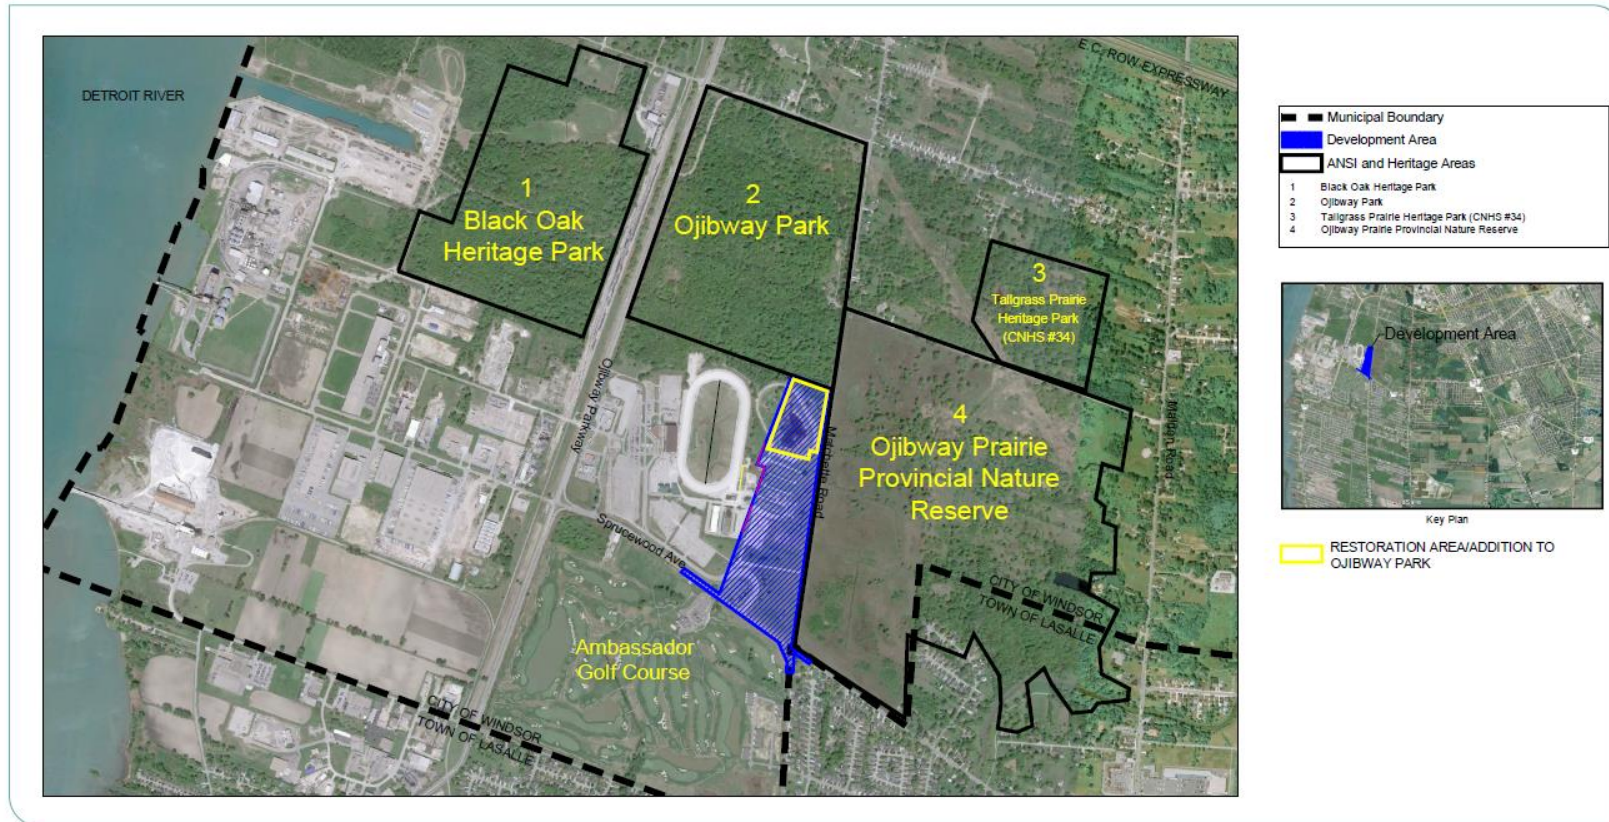 DETROIT RIVER
E.C. ROW EXPRESSWAY
1
Black Oak
Heritage Park
2
Ojibway Park
3
Tallgrass Prairie
Heritage Park
(CNHS #34)
Ojibway Parkway
Matchette Road
Malden Road
4
Ojibway Prairie
Provincial Nature
Reserve
Sprucewood Ave
Ambassador
Golf Course
CITY OF WINDSOR
TOWN OF LASALLE
CITY OF WINDSOR
TOWN OF LASALLE
Municipal Boundary
Development Area
ANSI and Heritage Areas
1 Black Oak Heritage Park
2 Ojibway Park
3 Tallgrass Prairie Heritage Park (CNHS #34)
4 Ojibway Prairie Provincial Nature Reserve
Development Area
Key Plan
RESTORATION AREA/ADDITION TO
OJIBWAY PARK